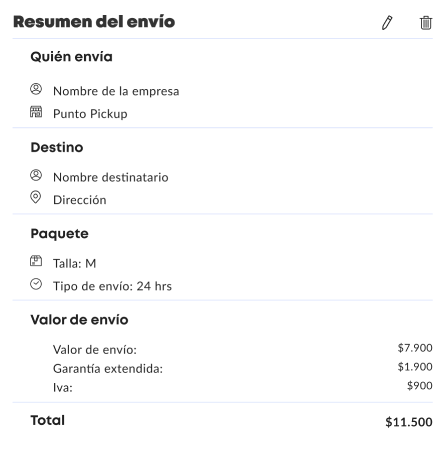 Resumen del envío
Quién envía
Nombre de la empresa
Punto Pickup
Destino
Nombre destinatario
Dirección
Paquete
Talla: M
Tipo de envío: 24 hrs
Valor de envío
Valor de envío: $7.900
Garantía extendida: $1.900
Iva: $900
Total $11.500